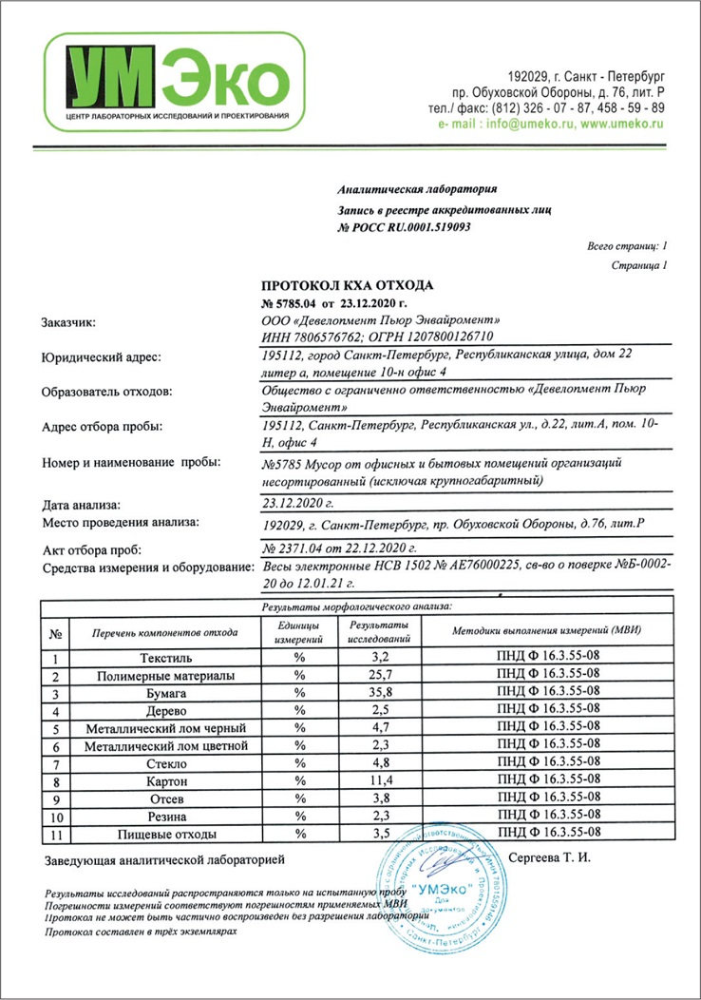 УМЭко
ЦЕНТР ЛАБОРАТОРНЫХ ИССЛЕДОВАНИЙ И ПРОЕКТИРОВАНИЯ
192029, г. Санкт - Петербург
пр. Обуховской Обороны, д. 76, лит. Р
тел./ факс: (812) 326 - 07 - 87, 458 - 59 - 89
e- mail : info@umeko.ru, www.umeko.ru
Аналитическая лаборатория
Запись в реестре аккредитованных лиц
№ РОСС RU.0001.519093
Всего страниц: 1
Страница 1
ПРОТОКОЛ КХА ОТХОДА
№ 5785.04 от 23.12.2020 г.
Заказчик: ООО «Девелопмент Пьюр Энвайромент»
ИНН 7806576762; ОГРН 1207800126710
Юридический адрес: 195112, город Санкт-Петербург, Республиканская улица, дом 22
литер а, помещение 10-н офис 4
Образователь отходов: Общество с ограниченно ответственностью «Девелопмент Пьюр
Энвайромент»
Адрес отбора пробы: 195112, Санкт-Петербург, Республиканская ул., д.22, лит.А, пом. 10-
Н, офис 4
Номер и наименование пробы: №5785 Мусор от офисных и бытовых помещений организаций
несортированный (исключая крупногабаритный)
Дата анализа: 23.12.2020 г.
Место проведения анализа: 192029, г. Санкт-Петербург, пр. Обуховской Обороны, д.76, лит.Р
Акт отбора проб: № 2371.04 от 22.12.2020 г.
Средства измерения и оборудование: Весы электронные НСВ 1502 № АЕ76000225, св-во о поверке №Б-0002-
20 до 12.01.21 г.
Результаты морфологического анализа:
№ Перечень компонентов отхода Единицы измерений Результаты исследований Методики выполнения измерений (МВИ)
1 Текстиль % 3,2 ПНД Ф 16.3.55-08
2 Полимерные материалы % 25,7 ПНД Ф 16.3.55-08
3 Бумага % 35,8 ПНД Ф 16.3.55-08
4 Дерево % 2,5 ПНД Ф 16.3.55-08
5 Металлический лом черный % 4,7 ПНД Ф 16.3.55-08
6 Металлический лом цветной % 2,3 ПНД Ф 16.3.55-08
7 Стекло % 4,8 ПНД Ф 16.3.55-08
8 Картон % 11,4 ПНД Ф 16.3.55-08
9 Отсев % 3,8 ПНД Ф 16.3.55-08
10 Резина % 2,3 ПНД Ф 16.3.55-08
11 Пищевые отходы % 3,5 ПНД Ф 16.3.55-08
Заведующая аналитической лабораторией Сергеева Т. И.
"УМЭко"
Для
документов
Санкт-Петербург
Результаты исследований распространяются только на испытанную пробу
Погрешности измерений соответствуют погрешностям применяемых МВИ
Протокол не может быть частично воспроизведен без разрешения лаборатории
Протокол составлен в трёх экземплярах